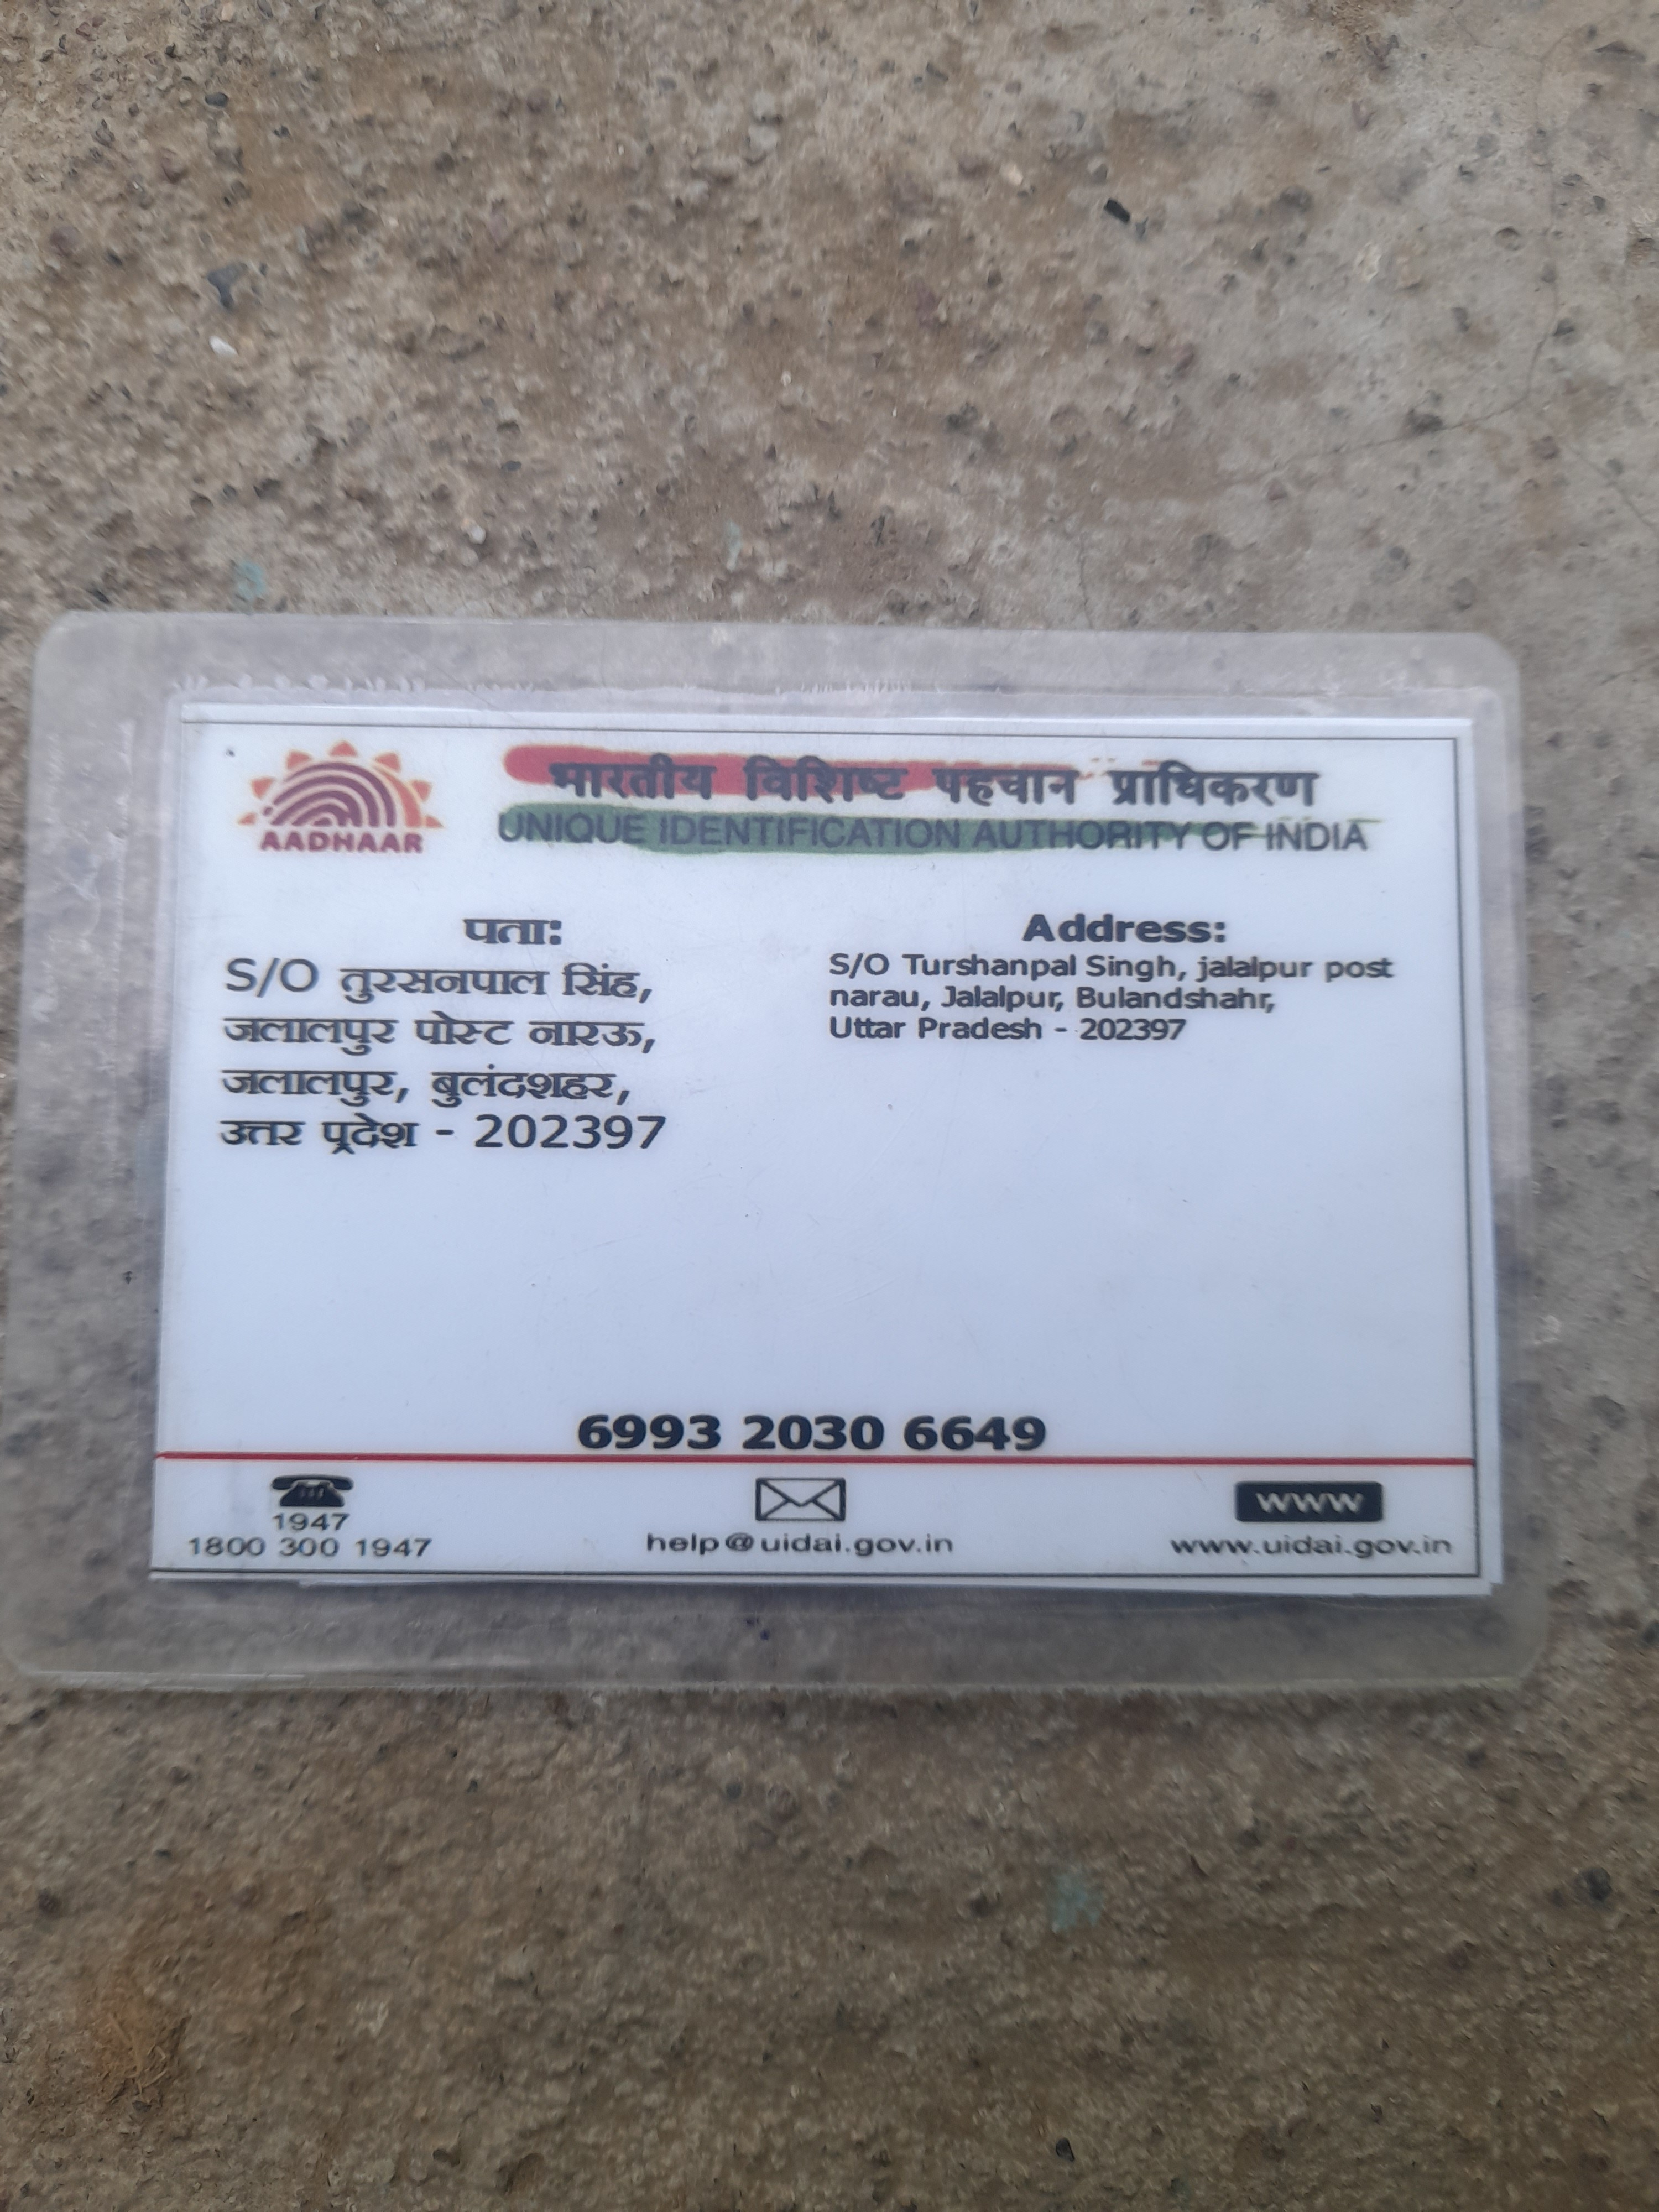 AADHAAR
भारतीय विशिष्ट पहचान प्राधिकरण
UNIQUE IDENTIFICATION AUTHORITY OF INDIA
पता:
S/O तुरसनपाल सिंह,
जलालपुर पोस्ट नारऊ,
जलालपुर, बुलंदशहर,
उत्तर प्रदेश - 202397
Address:
S/O Turshanpal Singh, jalalpur post
narau, Jalalpur, Bulandshahr,
Uttar Pradesh - 202397
6993 2030 6649
1947
1800 300 1947
help@uidai.gov.in
www
www.uidai.gov.in